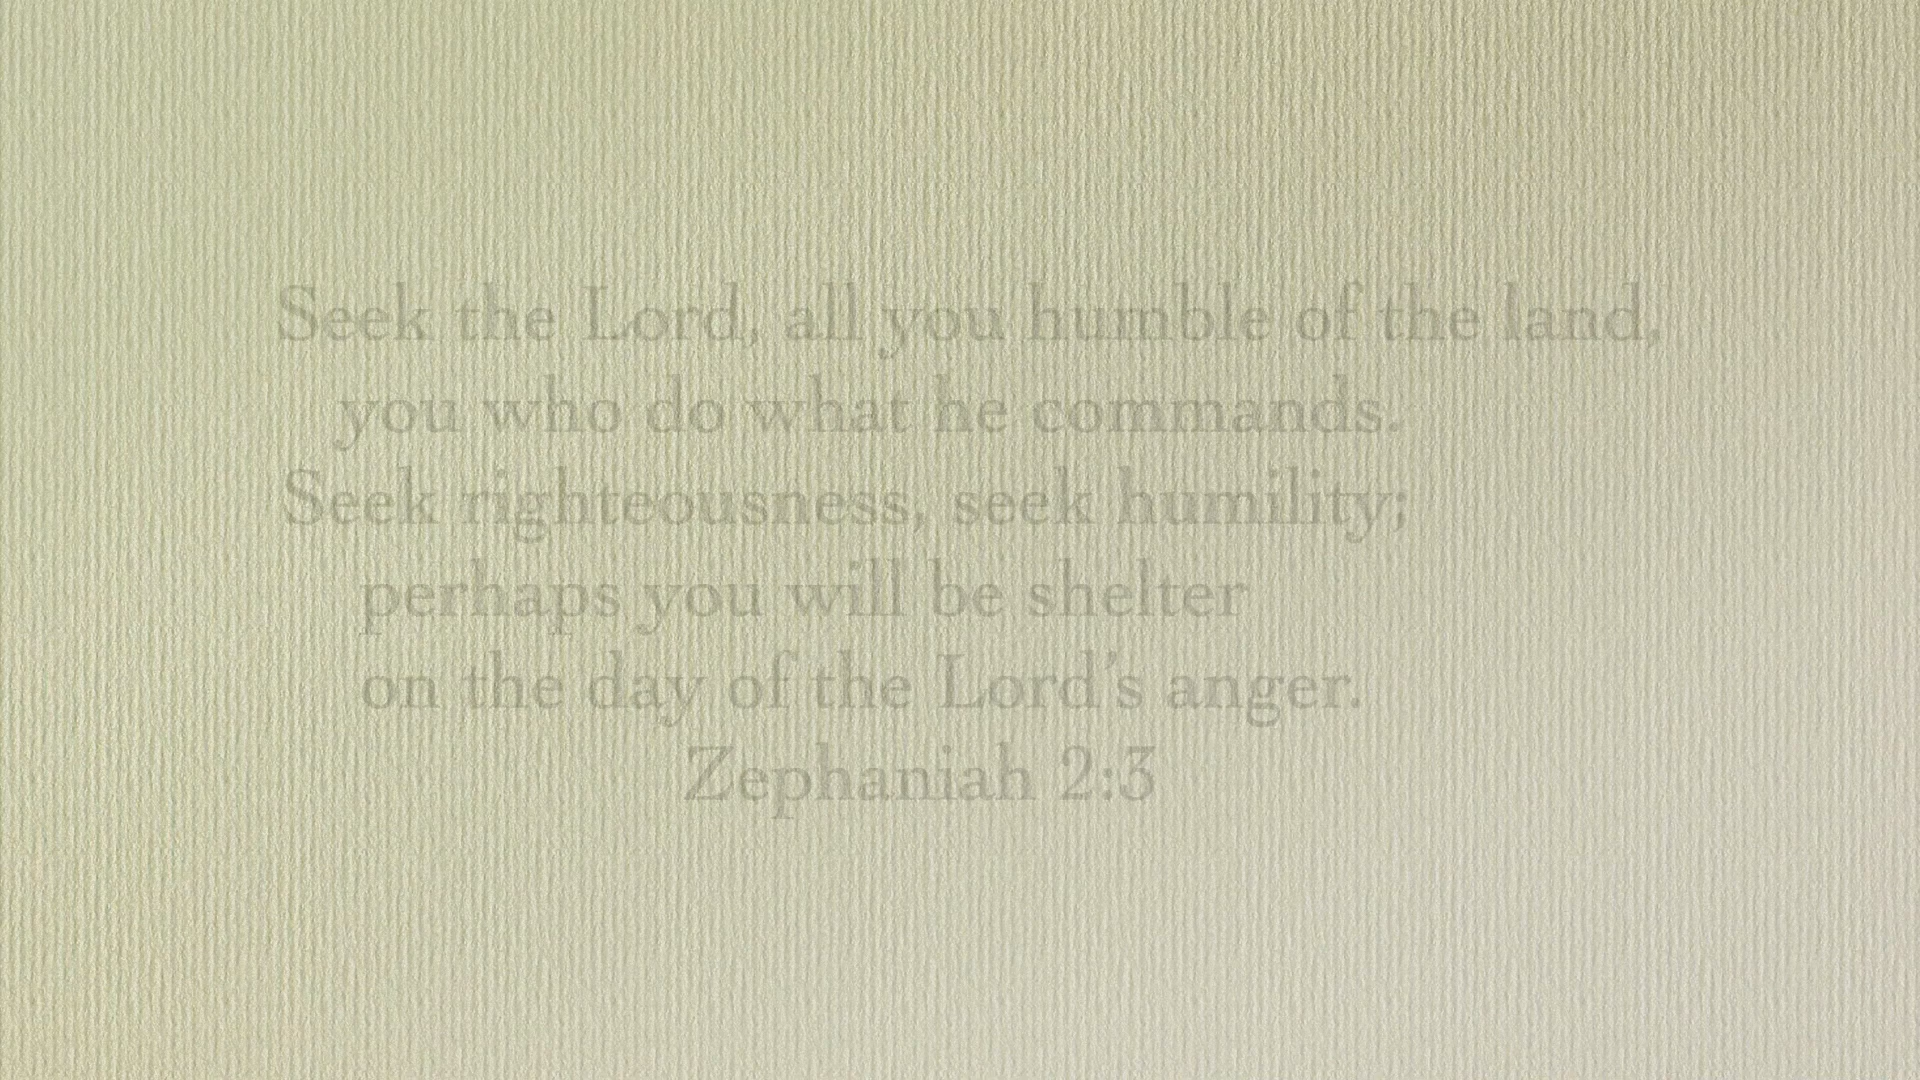 Seek the Lord, all you humble of the land,
you who do what he commands.
Seek righteousness, seek humility;
perhaps you will be shelter
on the day of the Lord’s anger.
Zephaniah 2:3